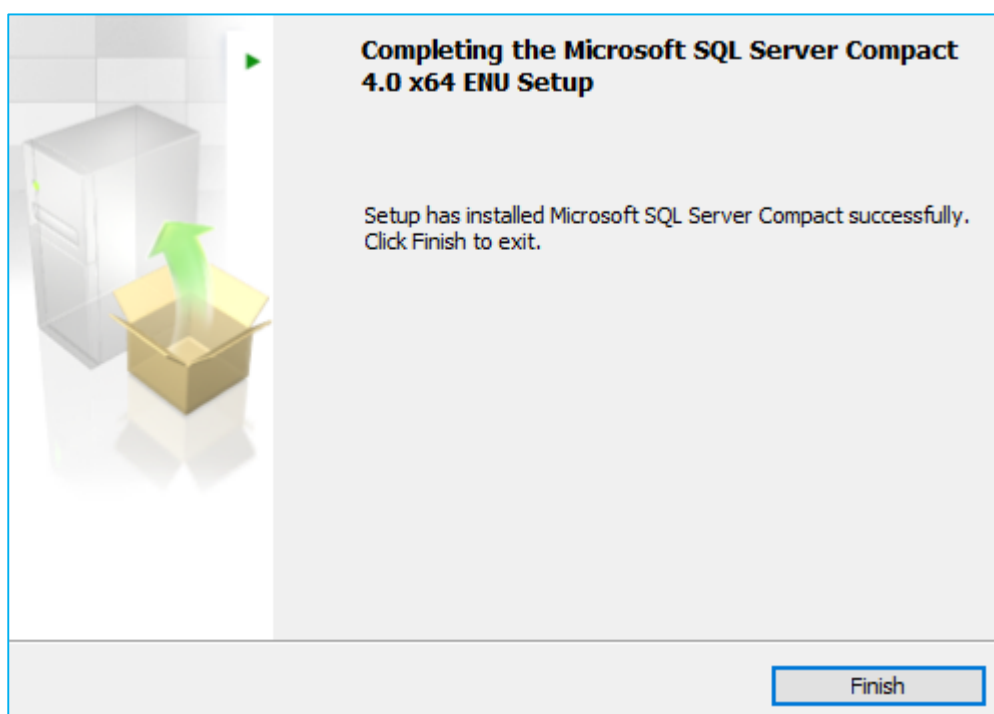 Completing the Microsoft SQL Server Compact
4.0 x64 ENU Setup
Setup has installed Microsoft SQL Server Compact successfully.
Click Finish to exit.
Finish